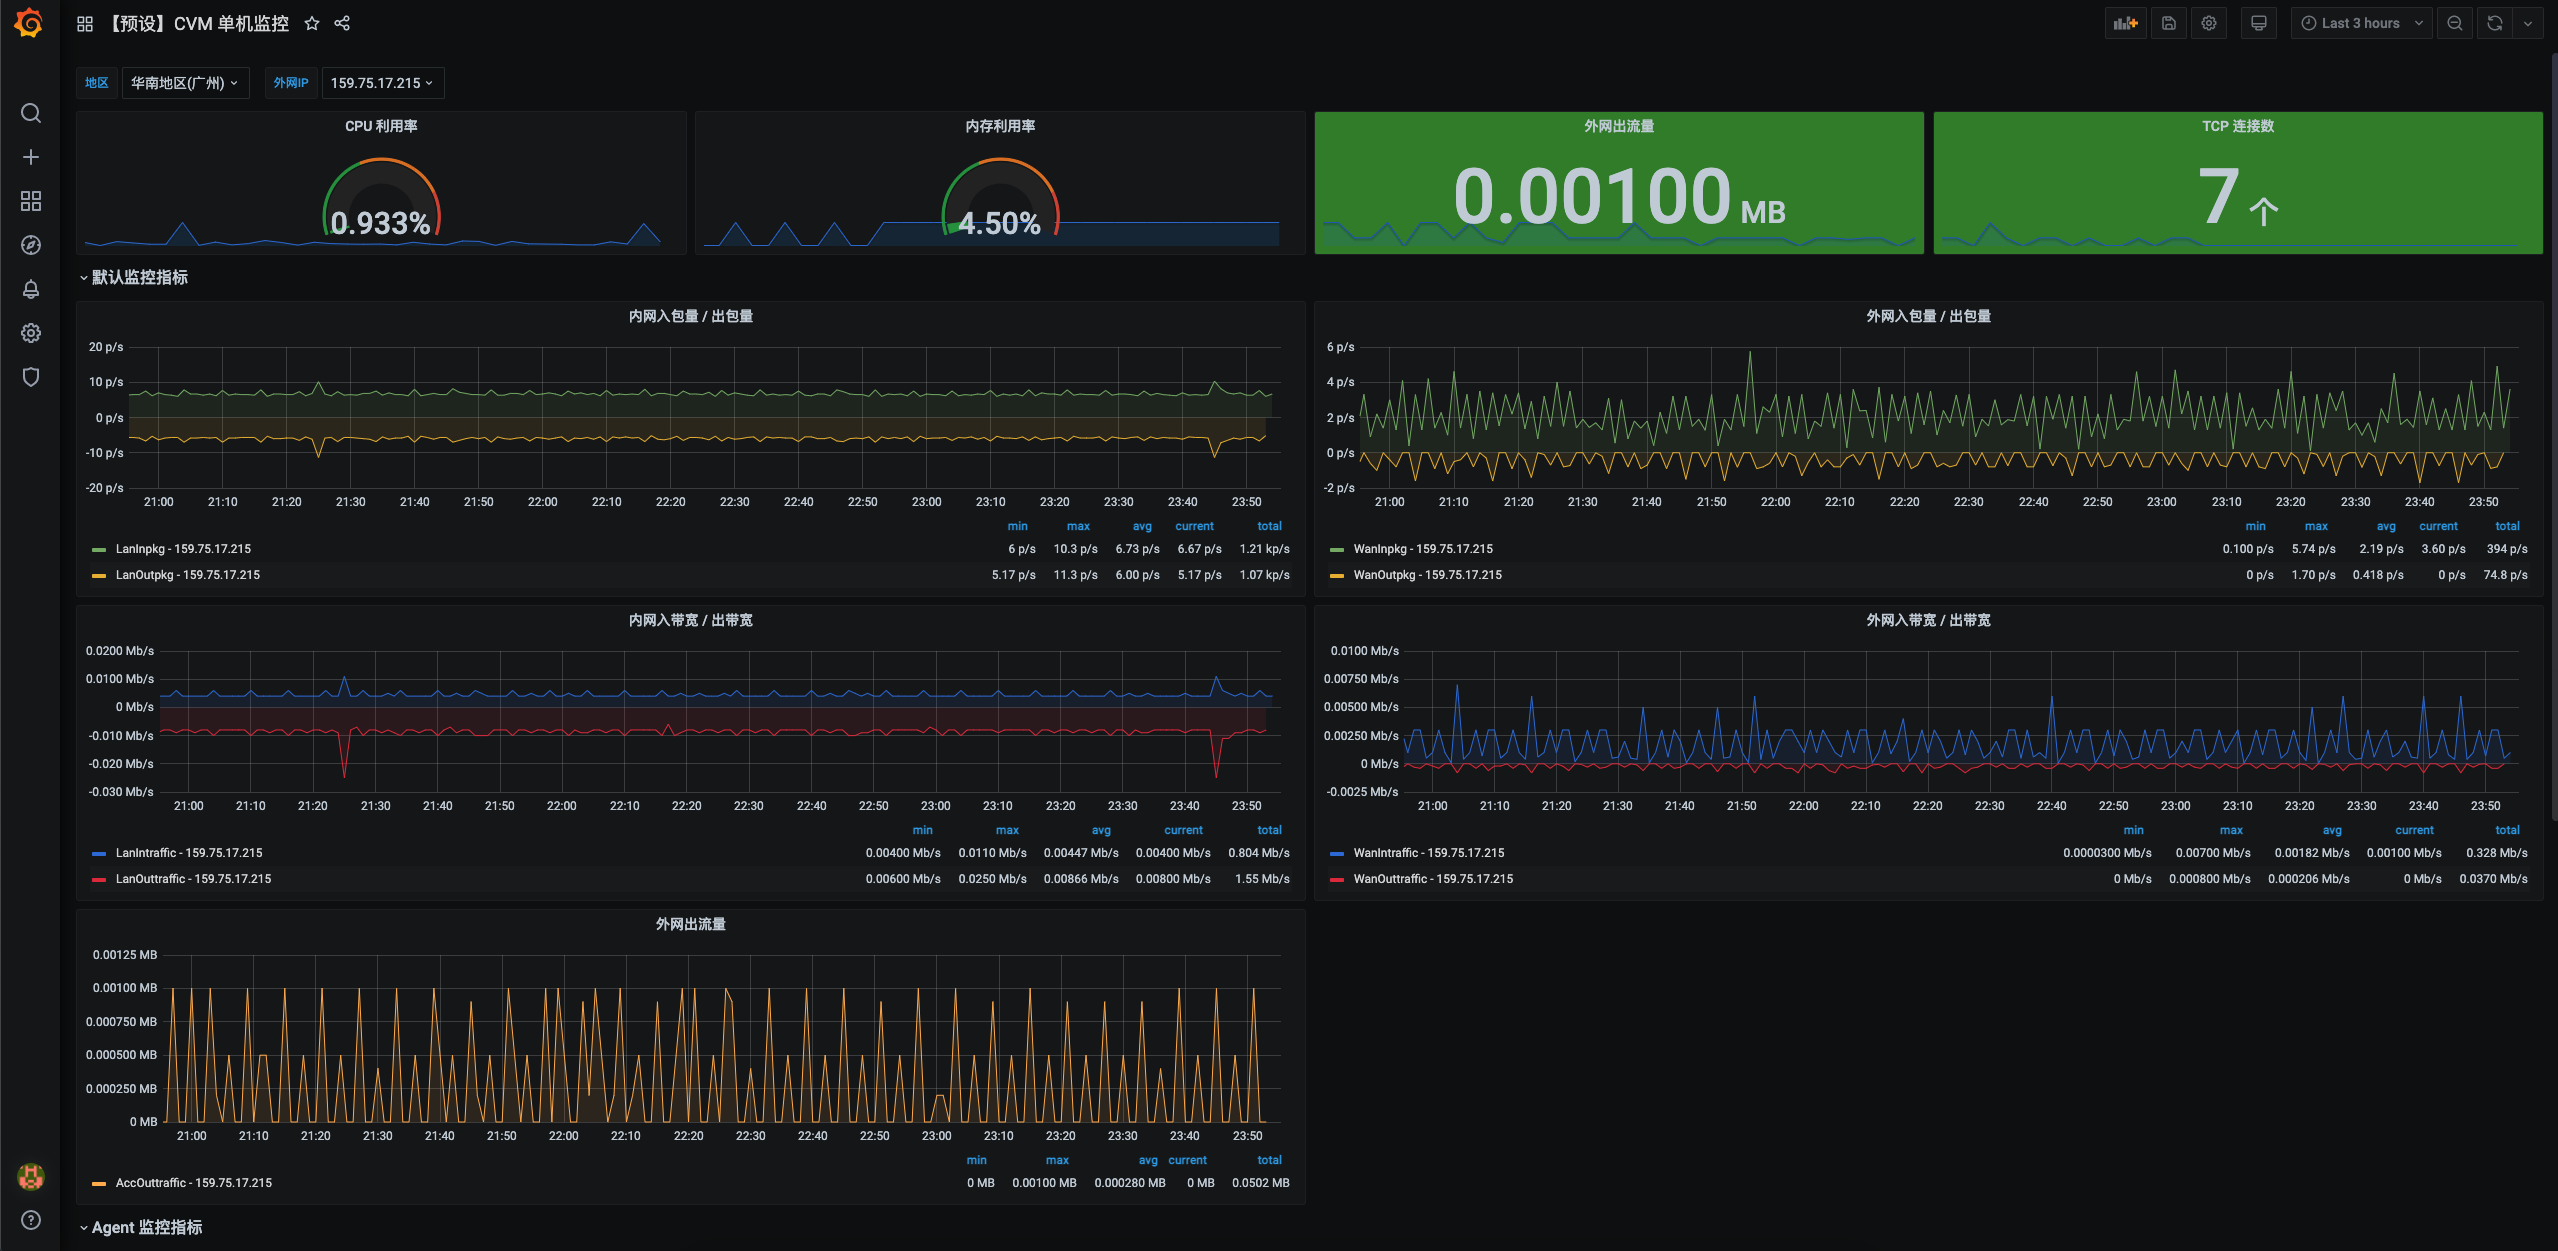 【预设】CVM 单机监控
Last 3 hours
地区 华南地区(广州) 外网IP 159.75.17.215
CPU 利用率
0.933%
内存利用率
4.50%
外网出流量
0.00100 MB
TCP 连接数
7 个
默认监控指标
内网入包量 / 出包量
20 p/s
10 p/s
0 p/s
-10 p/s
-20 p/s
21:00 21:10 21:20 21:30 21:40 21:50 22:00 22:10 22:20 22:30 22:40 22:50 23:00 23:10 23:20 23:30 23:40 23:50
min max avg current total
LanInpkg - 159.75.17.215 6 p/s 10.3 p/s 6.73 p/s 6.67 p/s 1.21 kp/s
LanOutpkg - 159.75.17.215 5.17 p/s 11.3 p/s 6.00 p/s 5.17 p/s 1.07 kp/s
外网入包量 / 出包量
6 p/s
4 p/s
2 p/s
0 p/s
-2 p/s
21:00 21:10 21:20 21:30 21:40 21:50 22:00 22:10 22:20 22:30 22:40 22:50 23:00 23:10 23:20 23:30 23:40 23:50
min max avg current total
WanInpkg - 159.75.17.215 0.100 p/s 5.74 p/s 2.19 p/s 3.60 p/s 394 p/s
WanOutpkg - 159.75.17.215 0 p/s 1.70 p/s 0.418 p/s 0 p/s 74.8 p/s
内网入带宽 / 出带宽
0.0200 Mb/s
0.0100 Mb/s
0 Mb/s
-0.010 Mb/s
-0.020 Mb/s
-0.030 Mb/s
21:00 21:10 21:20 21:30 21:40 21:50 22:00 22:10 22:20 22:30 22:40 22:50 23:00 23:10 23:20 23:30 23:40 23:50
min max avg current total
LanIntraffic - 159.75.17.215 0.00400 Mb/s 0.0110 Mb/s 0.00447 Mb/s 0.00400 Mb/s 0.804 Mb/s
LanOuttraffic - 159.75.17.215 0.00600 Mb/s 0.0250 Mb/s 0.00866 Mb/s 0.00800 Mb/s 1.55 Mb/s
外网入带宽 / 出带宽
0.0100 Mb/s
0.00750 Mb/s
0.00500 Mb/s
0.00250 Mb/s
0 Mb/s
-0.0025 Mb/s
21:00 21:10 21:20 21:30 21:40 21:50 22:00 22:10 22:20 22:30 22:40 22:50 23:00 23:10 23:20 23:30 23:40 23:50
min max avg current total
WanIntraffic - 159.75.17.215 0.0000300 Mb/s 0.00700 Mb/s 0.00182 Mb/s 0.00100 Mb/s 0.328 Mb/s
WanOuttraffic - 159.75.17.215 0 Mb/s 0.000800 Mb/s 0.000206 Mb/s 0 Mb/s 0.0370 Mb/s
外网出流量
0.00125 MB
0.00100 MB
0.000750 MB
0.000500 MB
0.000250 MB
0 MB
21:00 21:10 21:20 21:30 21:40 21:50 22:00 22:10 22:20 22:30 22:40 22:50 23:00 23:10 23:20 23:30 23:40 23:50
min max avg current total
AccOuttraffic - 159.75.17.215 0 MB 0.00100 MB 0.000280 MB 0 MB 0.0502 MB
Agent 监控指标